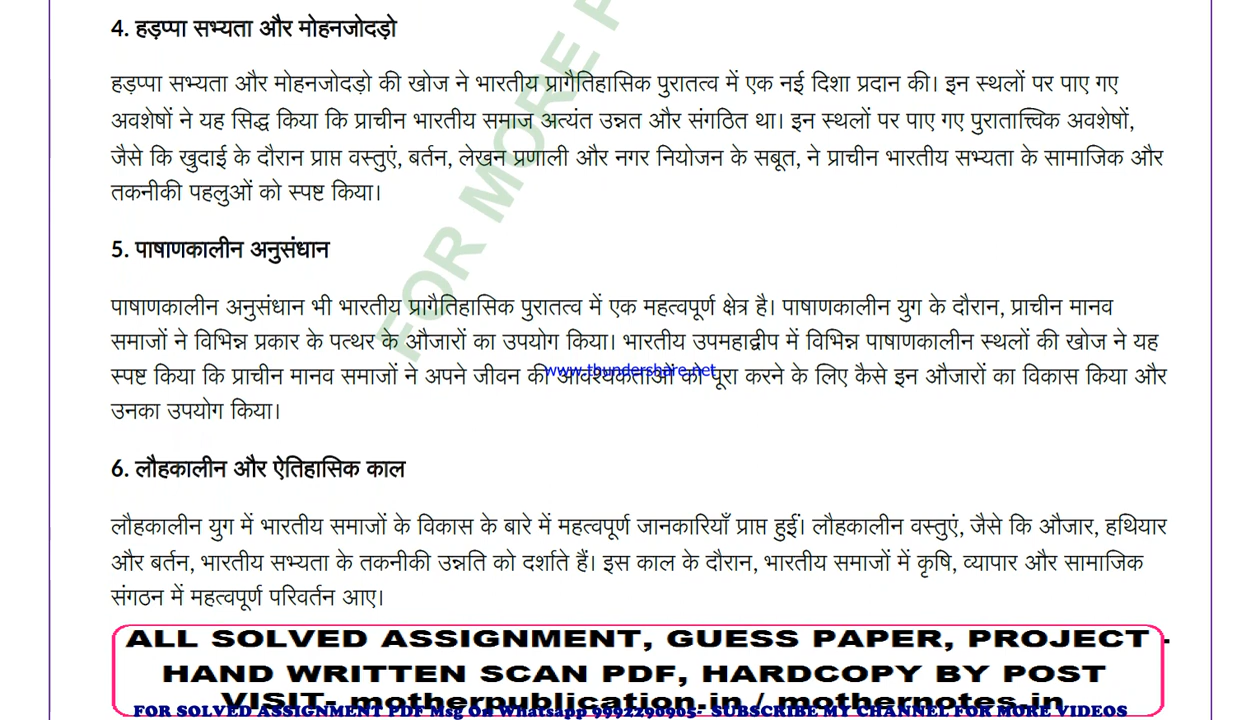 4. हड़प्पा सभ्यता और मोहनजोदड़ो
हड़प्पा सभ्यता और मोहनजोदड़ो की खोज ने भारतीय प्रागैतिहासिक पुरातत्व में एक नई दिशा प्रदान की। इन स्थलों पर पाए गए
अवशेषों ने यह सिद्ध किया कि प्राचीन भारतीय समाज अत्यंत उन्नत और संगठित था। इन स्थलों पर पाए गए पुरातात्त्विक अवशेषों,
जैसे कि खुदाई के दौरान प्राप्त वस्तुएं, बर्तन, लेखन प्रणाली और नगर नियोजन के सबूत, ने प्राचीन भारतीय सभ्यता के सामाजिक और
तकनीकी पहलुओं को स्पष्ट किया।
5. पाषाणकालीन अनुसंधान
पाषाणकालीन अनुसंधान भी भारतीय प्रागैतिहासिक पुरातत्व में एक महत्वपूर्ण क्षेत्र है। पाषाणकालीन युग के दौरान, प्राचीन मानव
समाजों ने विभिन्न प्रकार के पत्थर के औजारों का उपयोग किया। भारतीय उपमहाद्वीप में विभिन्न पाषाणकालीन स्थलों की खोज ने यह
स्पष्ट किया कि प्राचीन मानव समाजों ने अपने जीवन की आवश्यकताओं को पूरा करने के लिए कैसे इन औजारों का विकास किया और
www.thundershare.net
उनका उपयोग किया।
6. लौहकालीन और ऐतिहासिक काल
लौहकालीन युग में भारतीय समाजों के विकास के बारे में महत्वपूर्ण जानकारियाँ प्राप्त हुईं। लौहकालीन वस्तुएं, जैसे कि औजार, हथियार
और बर्तन, भारतीय सभ्यता के तकनीकी उन्नति को दर्शाते हैं। इस काल के दौरान, भारतीय समाजों में कृषि, व्यापार और सामाजिक
संगठन में महत्वपूर्ण परिवर्तन आए।
FOR MORE P
ALL SOLVED ASSIGNMENT, GUESS PAPER, PROJECT -
HAND WRITTEN SCAN PDF, HARDCOPY BY POST
VISIT- motherpublication.in / mothernotes.in
FOR SOLVED ASSIGNMENT PDF Msg On Whatsapp 9992290905- SUBSCRIBE MY CHANNEL FOR MORE VIDEOS